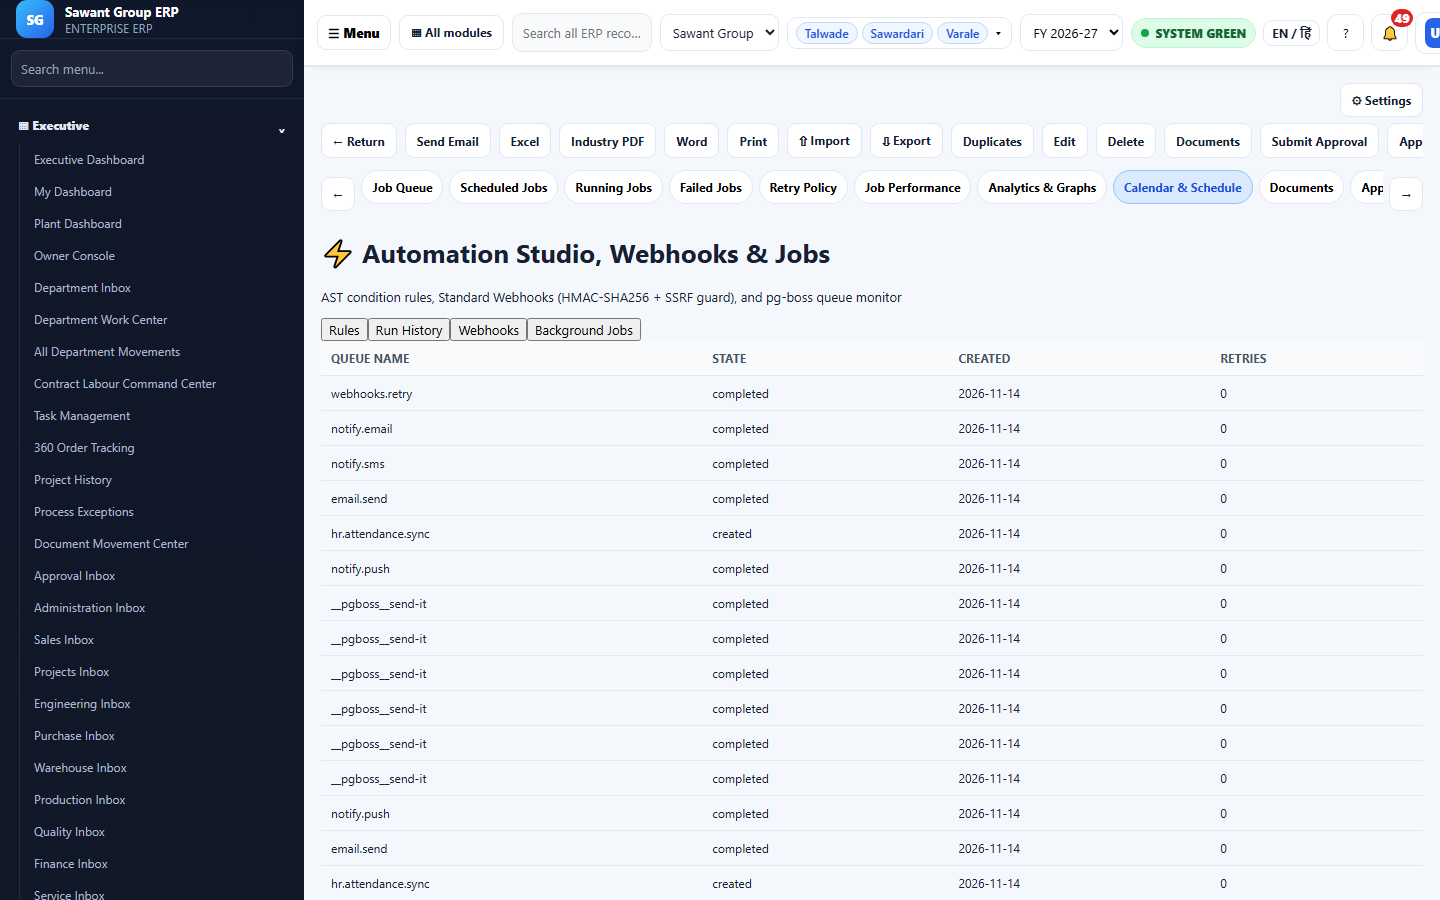 SG
Sawant Group ERP
ENTERPRISE ERP
Search menu...
Executive
Executive Dashboard
My Dashboard
Plant Dashboard
Owner Console
Department Inbox
Department Work Center
All Department Movements
Contract Labour Command Center
Task Management
360 Order Tracking
Project History
Process Exceptions
Document Movement Center
Approval Inbox
Administration Inbox
Sales Inbox
Projects Inbox
Engineering Inbox
Purchase Inbox
Warehouse Inbox
Production Inbox
Quality Inbox
Finance Inbox
Service Inbox
☰ Menu All modules Search all ERP reco... Sawant Group Talwade Sawardari Varale FY 2026-27 SYSTEM GREEN EN / हिं ? 49 U
⚙ Settings
← Return Send Email Excel Industry PDF Word Print ⇧ Import ⇩ Export Duplicates Edit Delete Documents Submit Approval App
← Job Queue Scheduled Jobs Running Jobs Failed Jobs Retry Policy Job Performance Analytics & Graphs Calendar & Schedule Documents App →
⚡ Automation Studio, Webhooks & Jobs
AST condition rules, Standard Webhooks (HMAC-SHA256 + SSRF guard), and pg-boss queue monitor
Rules Run History Webhooks Background Jobs
QUEUE NAME STATE CREATED RETRIES
webhooks.retry completed 2026-11-14 0
notify.email completed 2026-11-14 0
notify.sms completed 2026-11-14 0
email.send completed 2026-11-14 0
hr.attendance.sync created 2026-11-14 0
notify.push completed 2026-11-14 0
__pgboss__send-it completed 2026-11-14 0
__pgboss__send-it completed 2026-11-14 0
__pgboss__send-it completed 2026-11-14 0
__pgboss__send-it completed 2026-11-14 0
__pgboss__send-it completed 2026-11-14 0
__pgboss__send-it completed 2026-11-14 0
notify.push completed 2026-11-14 0
email.send completed 2026-11-14 0
hr.attendance.sync created 2026-11-14 0